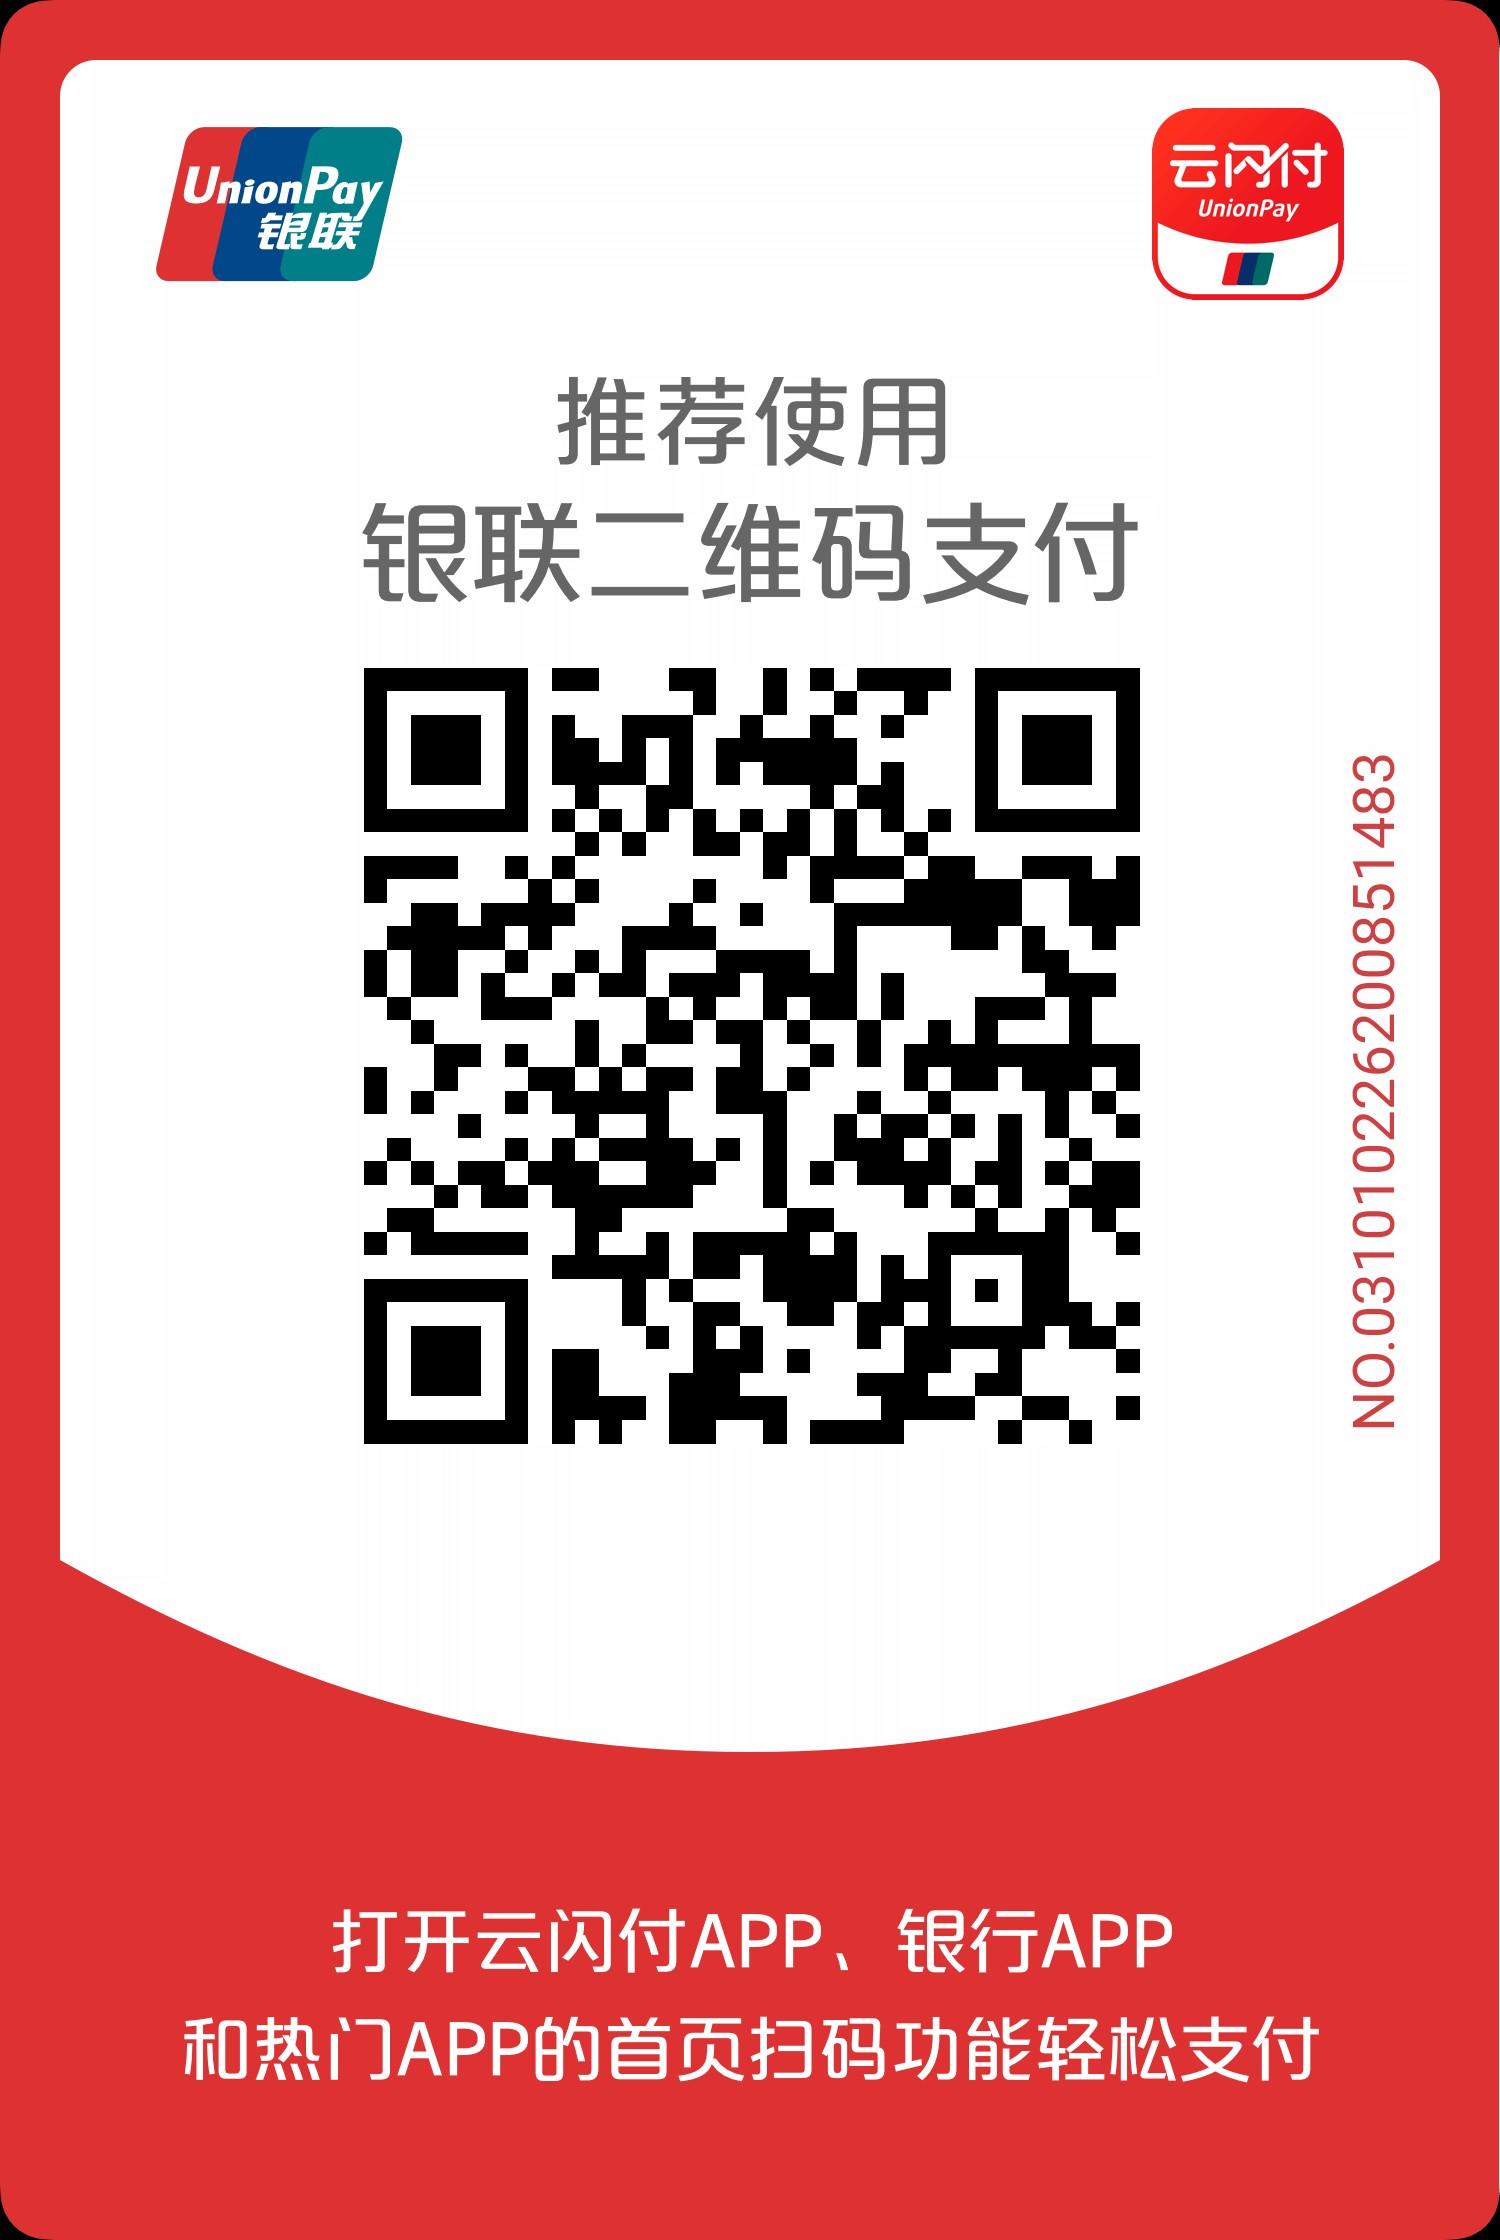 UnionPay
银联
云闪付
UnionPay
推荐使用
银联二维码支付
NO.0310102262008514​83
打开云闪付APP、银行APP
和热门APP的首页扫码功能轻松支付